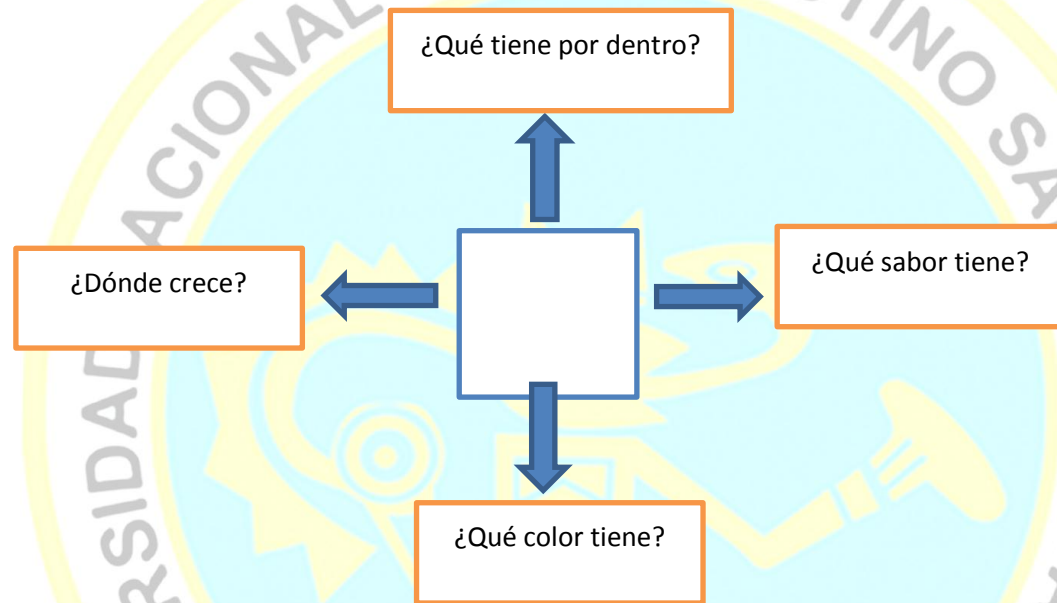 ¿Qué tiene por dentro?
¿Dónde crece?
¿Qué sabor tiene?
¿Qué color tiene?